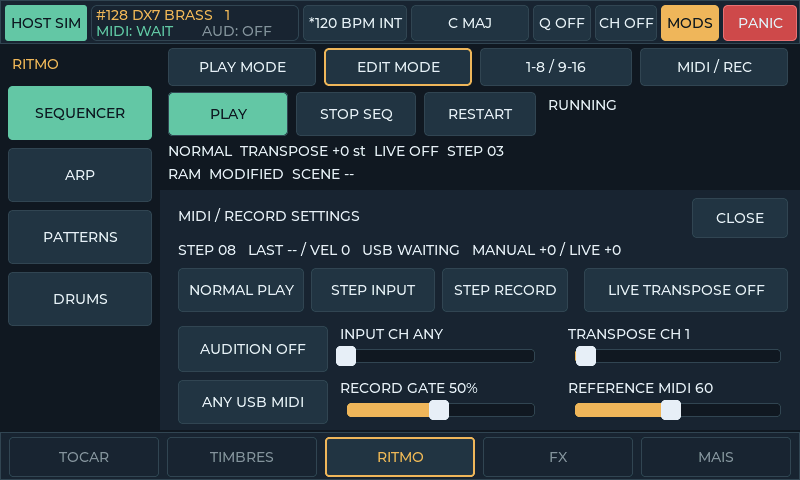 HOST SIM
#128 DX7 BRASS 1
MIDI: WAIT AUD: OFF
*120 BPM INT
C MAJ
Q OFF
CH OFF
MODS
PANIC
RITMO
PLAY MODE
EDIT MODE
1-8 / 9-16
MIDI / REC
SEQUENCER
PLAY
STOP SEQ
RESTART
RUNNING
ARP
NORMAL TRANSPOSE +0 st LIVE OFF STEP 03
RAM MODIFIED SCENE --
PATTERNS
DRUMS
MIDI / RECORD SETTINGS
CLOSE
STEP 08 LAST -- / VEL 0 USB WAITING MANUAL +0 / LIVE +0
NORMAL PLAY
STEP INPUT
STEP RECORD
LIVE TRANSPOSE OFF
AUDITION OFF
INPUT CH ANY
TRANSPOSE CH 1
ANY USB MIDI
RECORD GATE 50%
REFERENCE MIDI 60
TOCAR
TIMBRES
RITMO
FX
MAIS